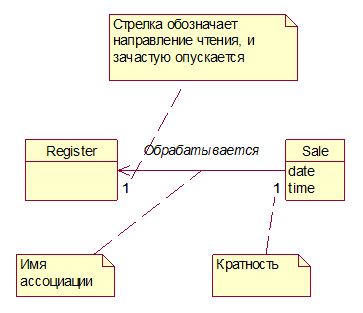 Стрелка обозначает
направление чтения, и
зачастую опускается
Обрабатывается
Register
Sale
date
time
1
1
Имя
ассоциации
Кратность